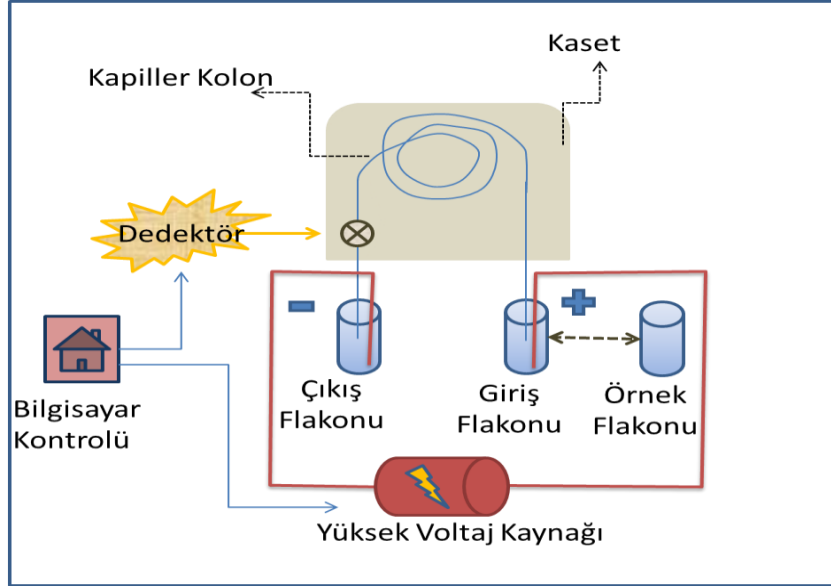 Kaset
Kapiller Kolon
Dedektör
Çıkış
Flakonu
Giriş
Flakonu
Örnek
Flakonu
Bilgisayar
Kontrolü
Yüksek Voltaj Kaynağı